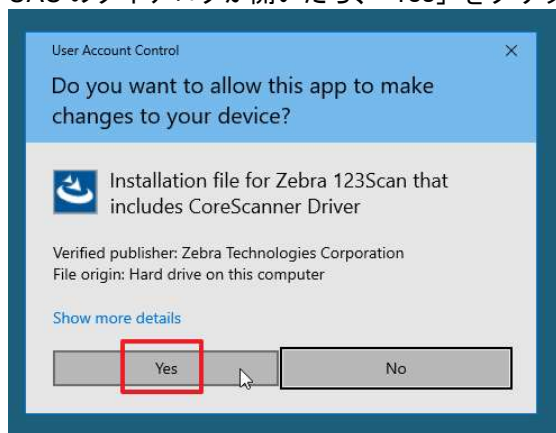 User Account Control
Do you want to allow this app to make
changes to your device?
Installation file for Zebra 123Scan that
includes CoreScanner Driver
Verified publisher: Zebra Technologies Corporation
File origin: Hard drive on this computer
Show more details
Yes
No